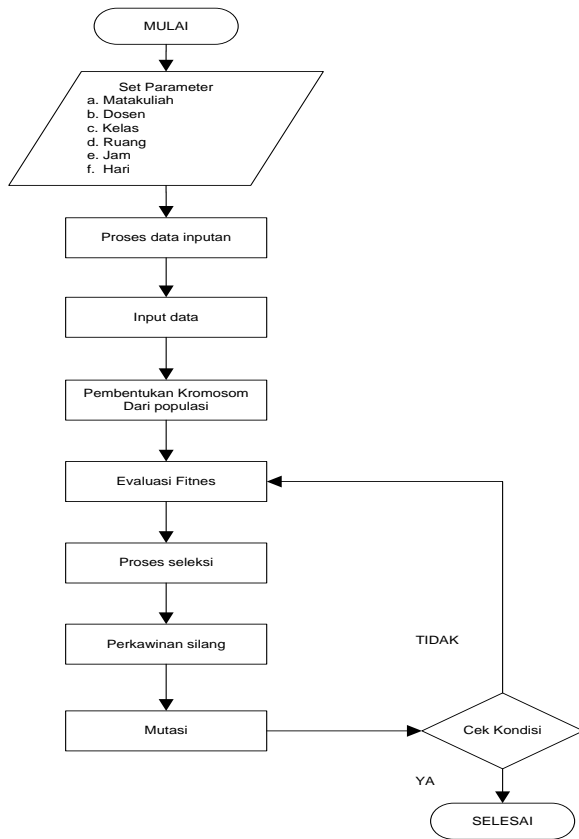 MULAI
Set Parameter
a. Matakuliah
b. Dosen
c. Kelas
d. Ruang
e. Jam
f. Hari
Proses data inputan
Input data
Pembentukan Kromosom
Dari populasi
Evaluasi Fitnes
Proses seleksi
Perkawinan silang
TIDAK
Mutasi
Cek Kondisi
YA
SELESAI